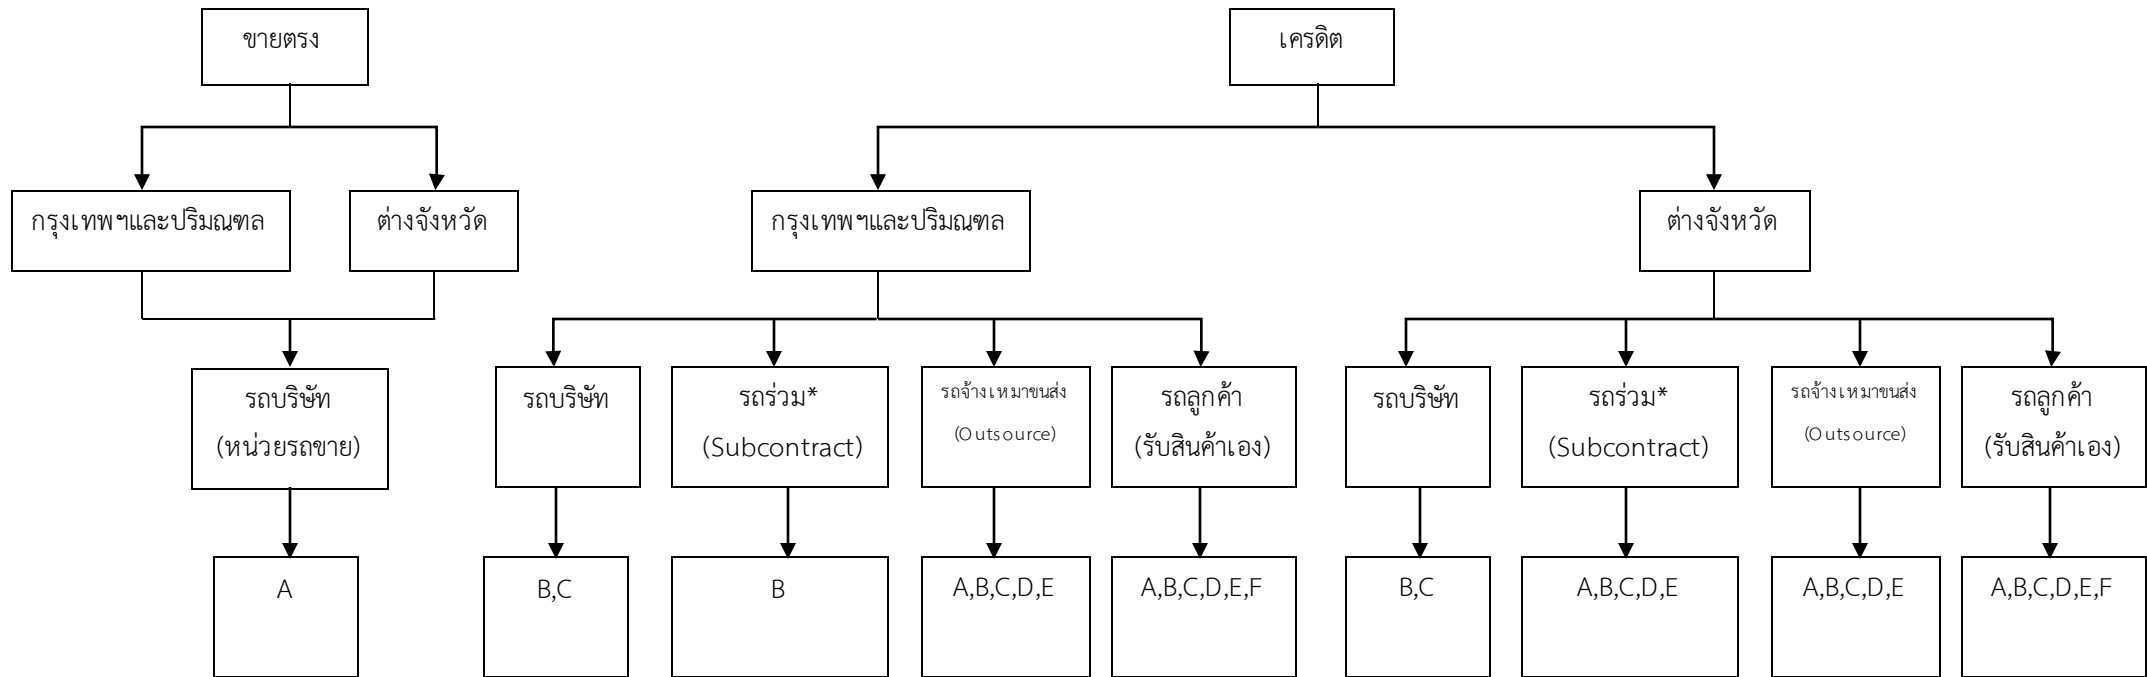 ขายตรง
เครดิต
กรุงเทพฯและปริมณฑล
ต่างจังหวัด
กรุงเทพฯและปริมณฑล
ต่างจังหวัด
รถบริษัท
(หน่วยรถขาย)
รถบริษัท
รถร่วม*
(Subcontract)
รถจ้างเหมาขนส่ง
(Outsource)
รถลูกค้า
(รับสินค้าเอง)
รถบริษัท
รถร่วม*
(Subcontract)
รถจ้างเหมาขนส่ง
(Outsource)
รถลูกค้า
(รับสินค้าเอง)
A
B,C
B
A,B,C,D,E
A,B,C,D,E,F
B,C
A,B,C,D,E
A,B,C,D,E
A,B,C,D,E,F